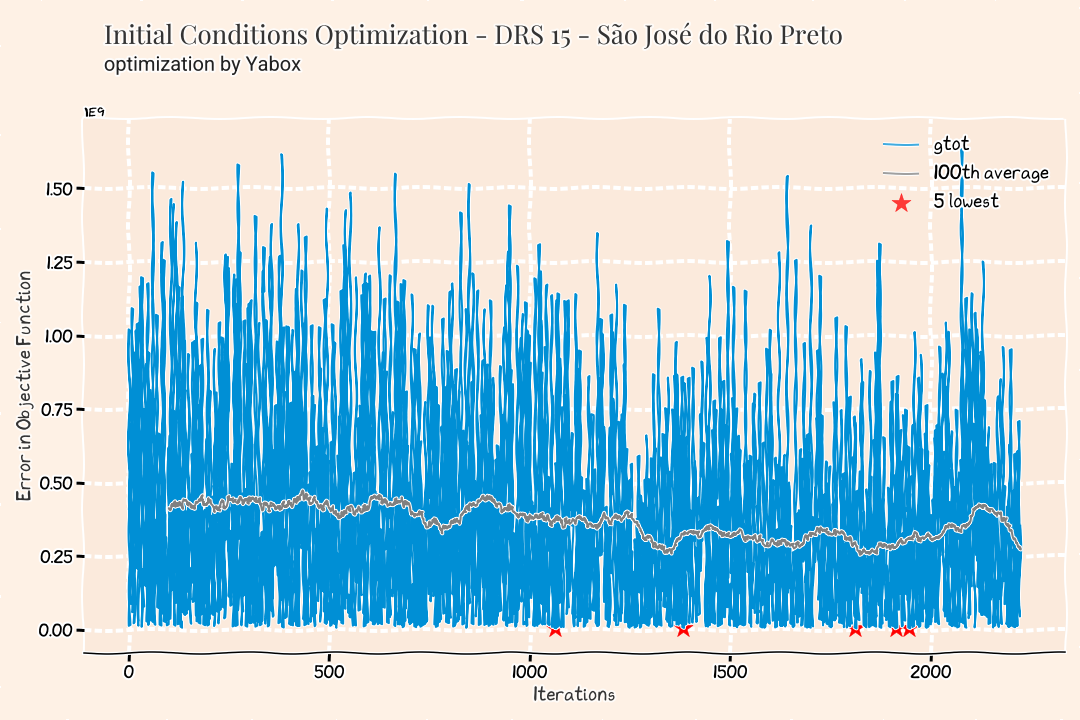 Initial Conditions Optimization - DRS 15 - São José do Rio Preto
optimization by Yabox
1E9
gtot
100th average
5 lowest
1.50
1.25
1.00
0.75
0.50
0.25
0.00
Error in Objective Function
0 500 1000 1500 2000
Iterations